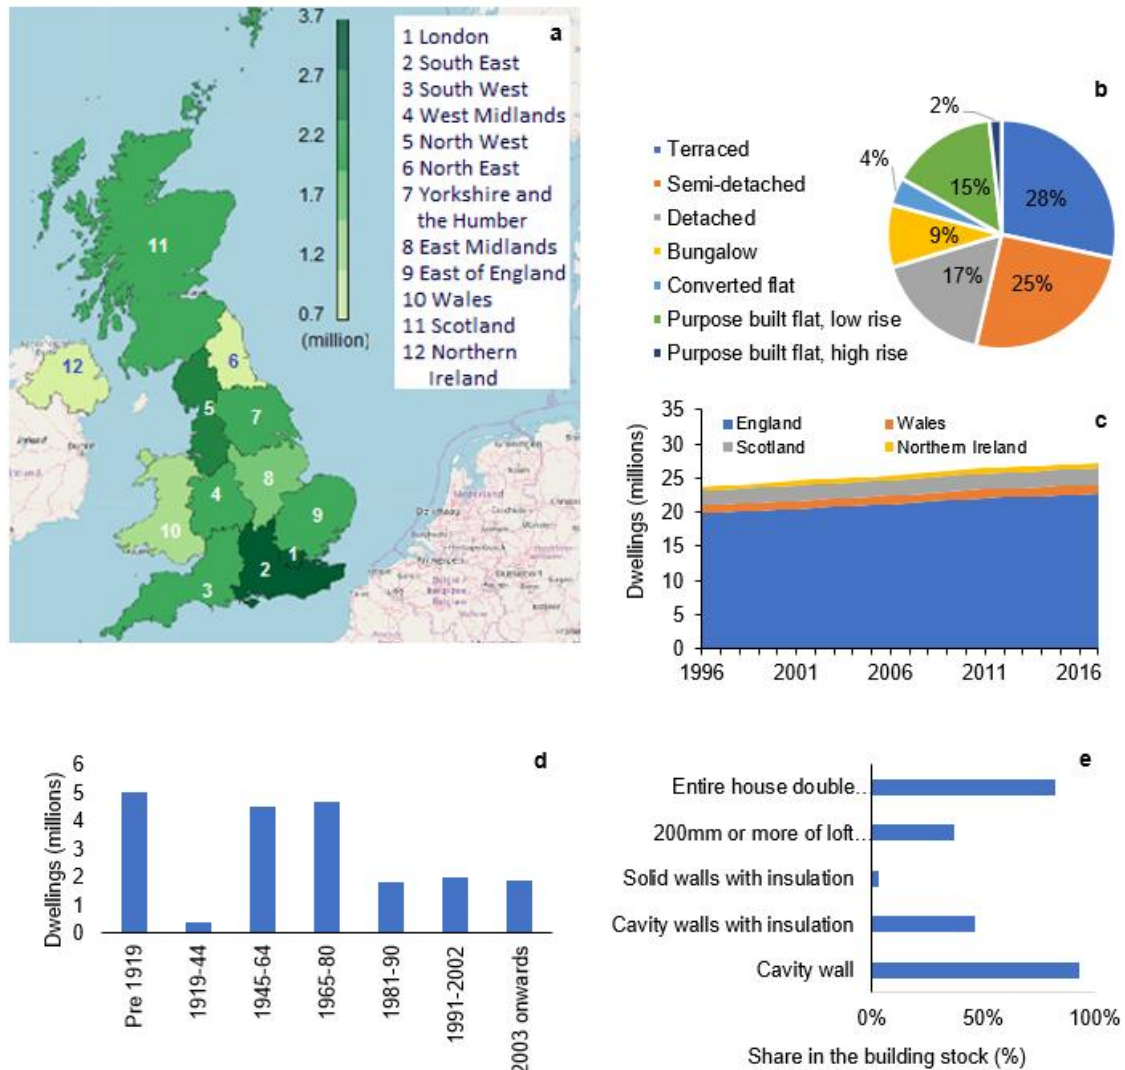 3.7
2.7
2.2
1.7
1.2
0.7
(million)
a
1 London
2 South East
3 South West
4 West Midlands
5 North West
6 North East
7 Yorkshire and
the Humber
8 East Midlands
9 East of England
10 Wales
11 Scotland
12 Northern
Ireland
11
12
6
5
7
8
4
9
10
1
2
3
b
Terraced
Semi-detached
Detached
Bungalow
Converted flat
Purpose built flat, low rise
Purpose built flat, high rise
2%
4%
15%
28%
9%
17%
25%
c
Dwellings (millions)
35
30
25
20
15
10
5
0
England
Wales
Scotland
Northern Ireland
1996
2001
2006
2011
2016
d
Dwellings (millions)
6
5
4
3
2
1
0
Pre 1919
1919-44
1945-64
1965-80
1981-90
1991-2002
2003 onwards
e
Entire house double...
200mm or more of loft...
Solid walls with insulation
Cavity walls with insulation
Cavity wall
0%
50%
100%
Share in the building stock (%)